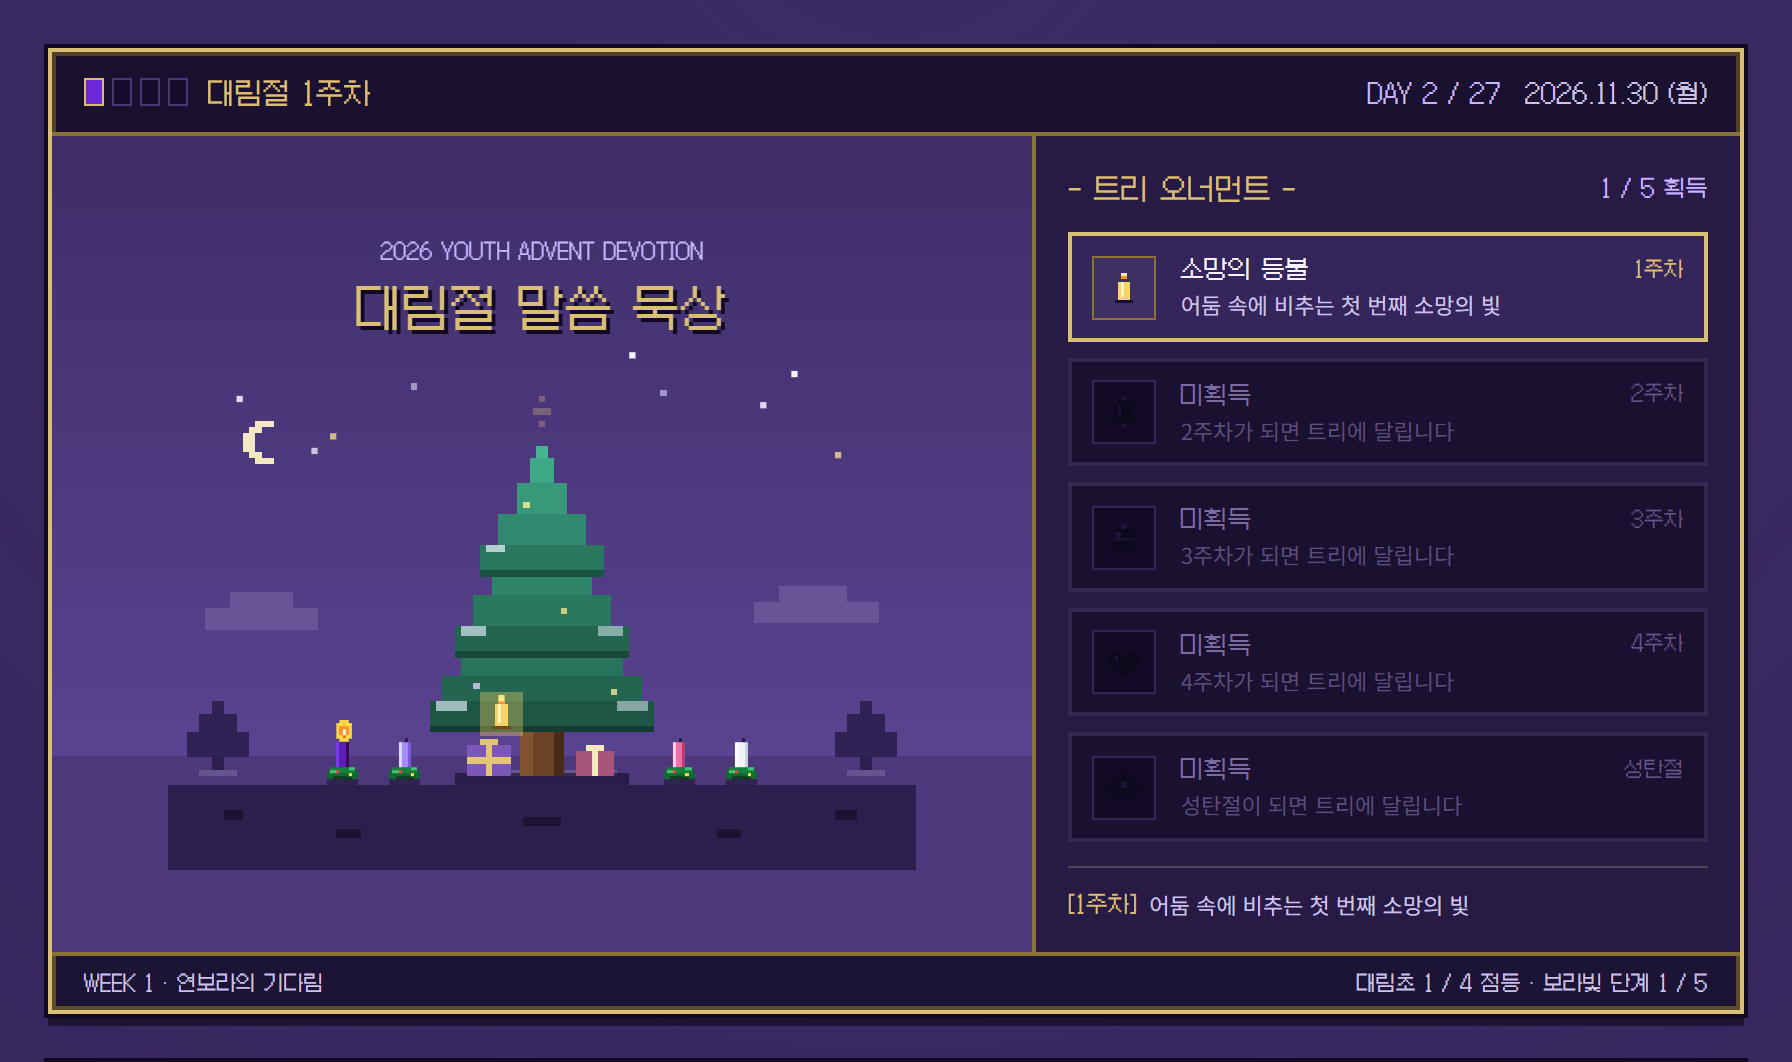 대림절 1주차
DAY 2 / 27 2026.11.30 (월)
2026 YOUTH ADVENT DEVOTION
대림절 말씀 묵상
- 트리 오너먼트 -
1 / 5 획득
소망의 등불
1주차
어둠 속에 비추는 첫 번째 소망의 빛
미획득
2주차
2주차가 되면 트리에 달립니다
미획득
3주차
3주차가 되면 트리에 달립니다
미획득
4주차
4주차가 되면 트리에 달립니다
미획득
성탄절
성탄절이 되면 트리에 달립니다
[1주차] 어둠 속에 비추는 첫 번째 소망의 빛
WEEK 1 · 연보라의 기다림
대림초 1 / 4 점등 · 보라빛 단계 1 / 5